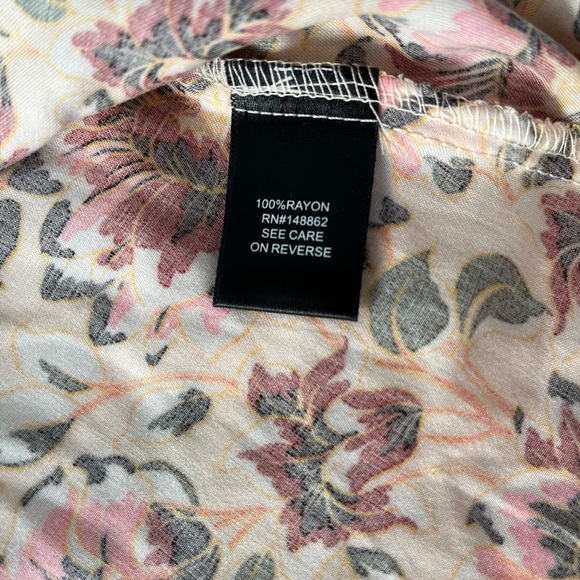 100%RAYON
RN#148862
SEE CARE
ON REVERSE